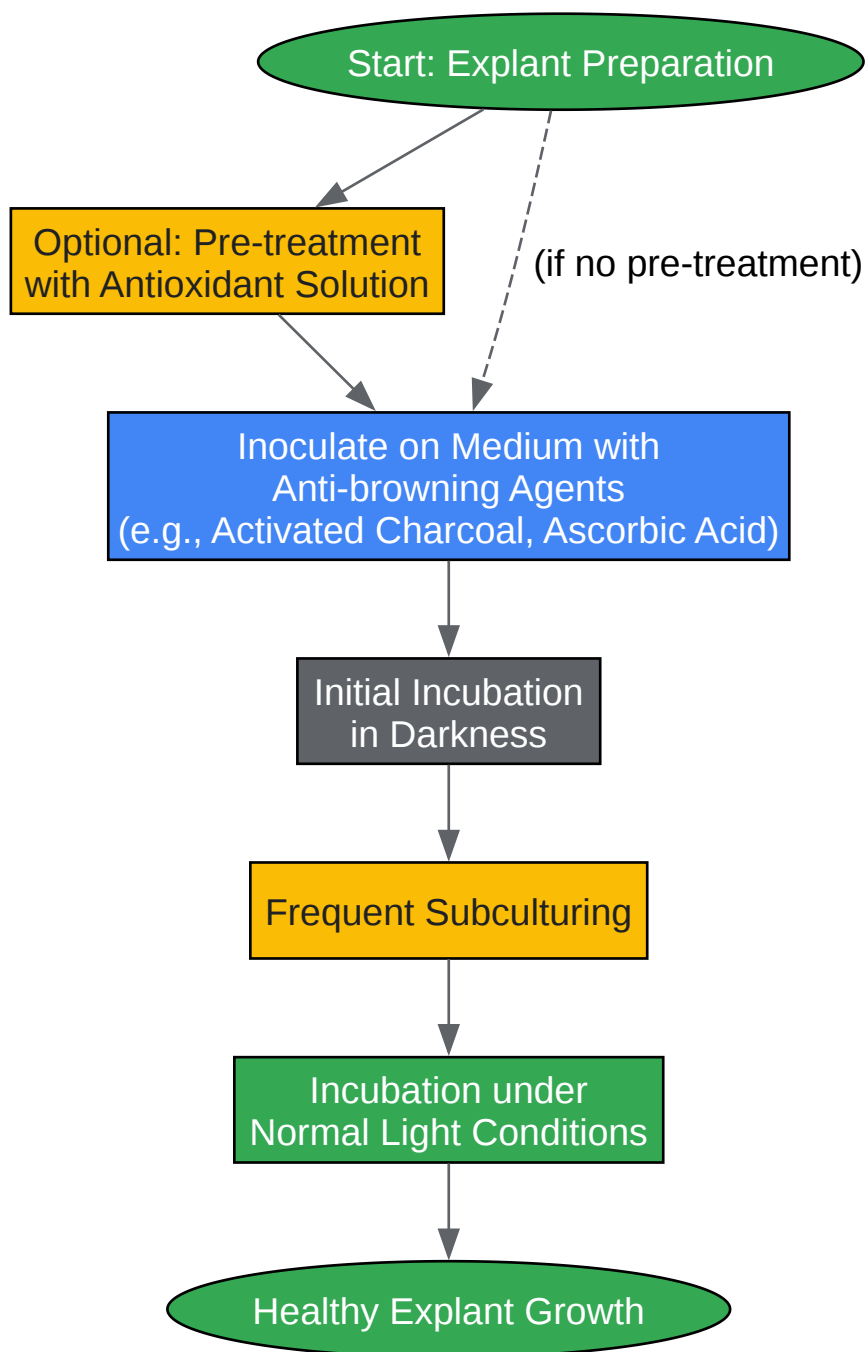 Start: Explant Preparation
Optional: Pre-treatment
with Antioxidant Solution
(if no pre-treatment)
Inoculate on Medium with
Anti-browning Agents
(e.g., Activated Charcoal, Ascorbic Acid)
Initial Incubation
in Darkness
Frequent Subculturing
Incubation under
Normal Light Conditions
Healthy Explant Growth